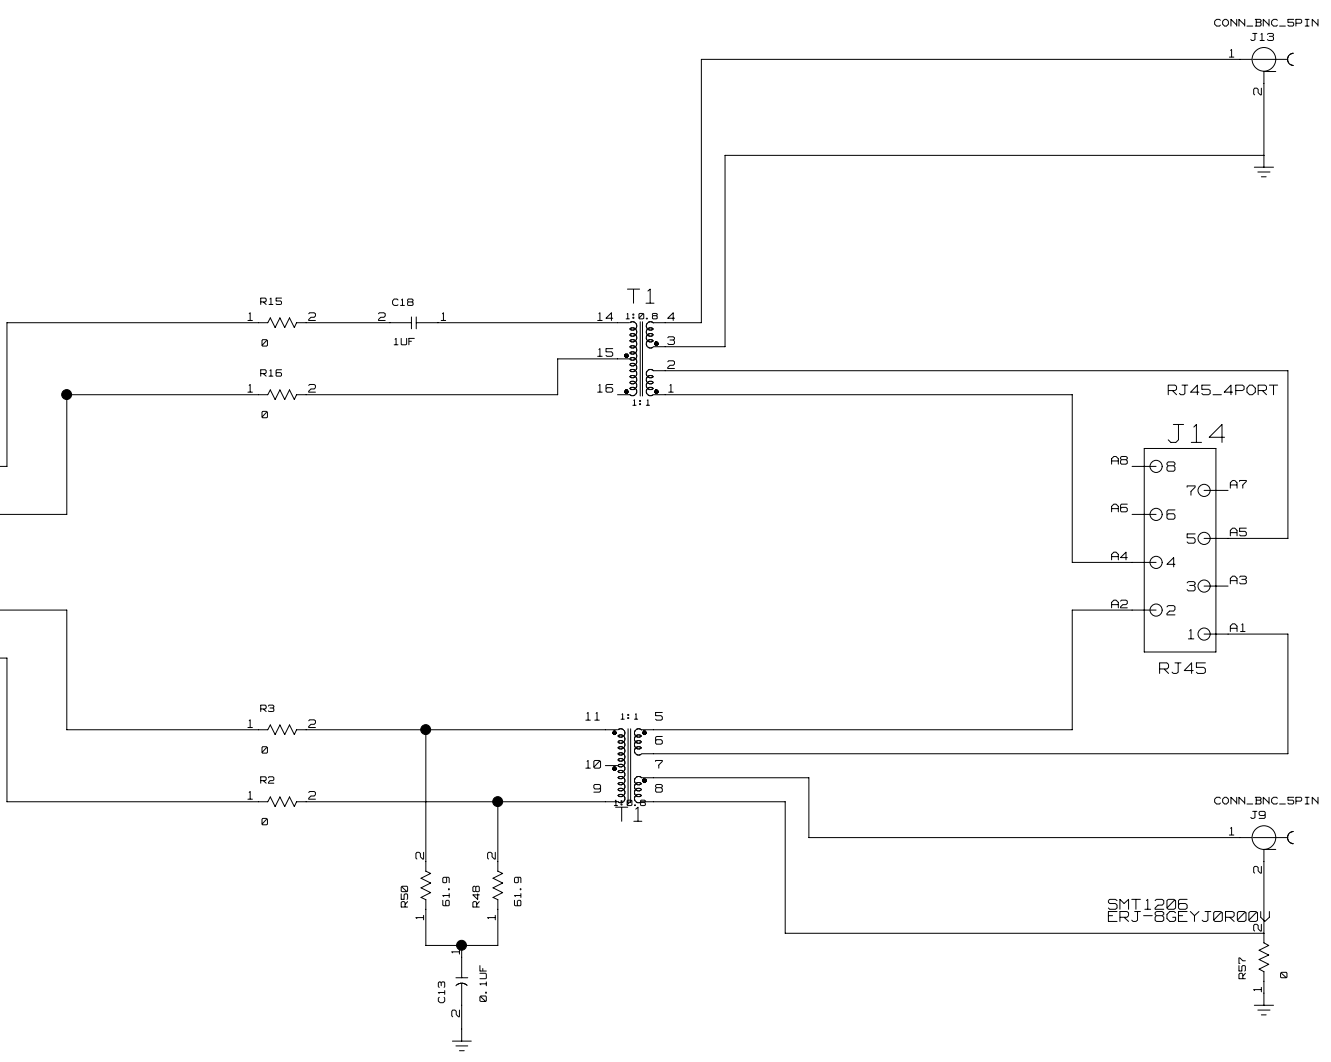 CONN_BNC_5PIN
J13
1
2
T1
R15
C18
1 2
2 1
14 1:0.8 4
0
1UF
3
15
2
R16
1 2
16
1
0
1:1
RJ45_4PORT
J14
A8 8
7 A7
A6 6
5 A5
A4 4
3 A3
A2 2
1 A1
RJ45
R3
11 1:1 5
1 2
6
0
10
7
R2
9
8
1 2
1:0.8
T1
0
CONN_BNC_5PIN
J9
1
2
2
2
R50
61.9
R48
61.9
1
1
SMT1206
ERJ-8GEYJ0R00V
2
R57
0
1
1
C13
0.1UF
2